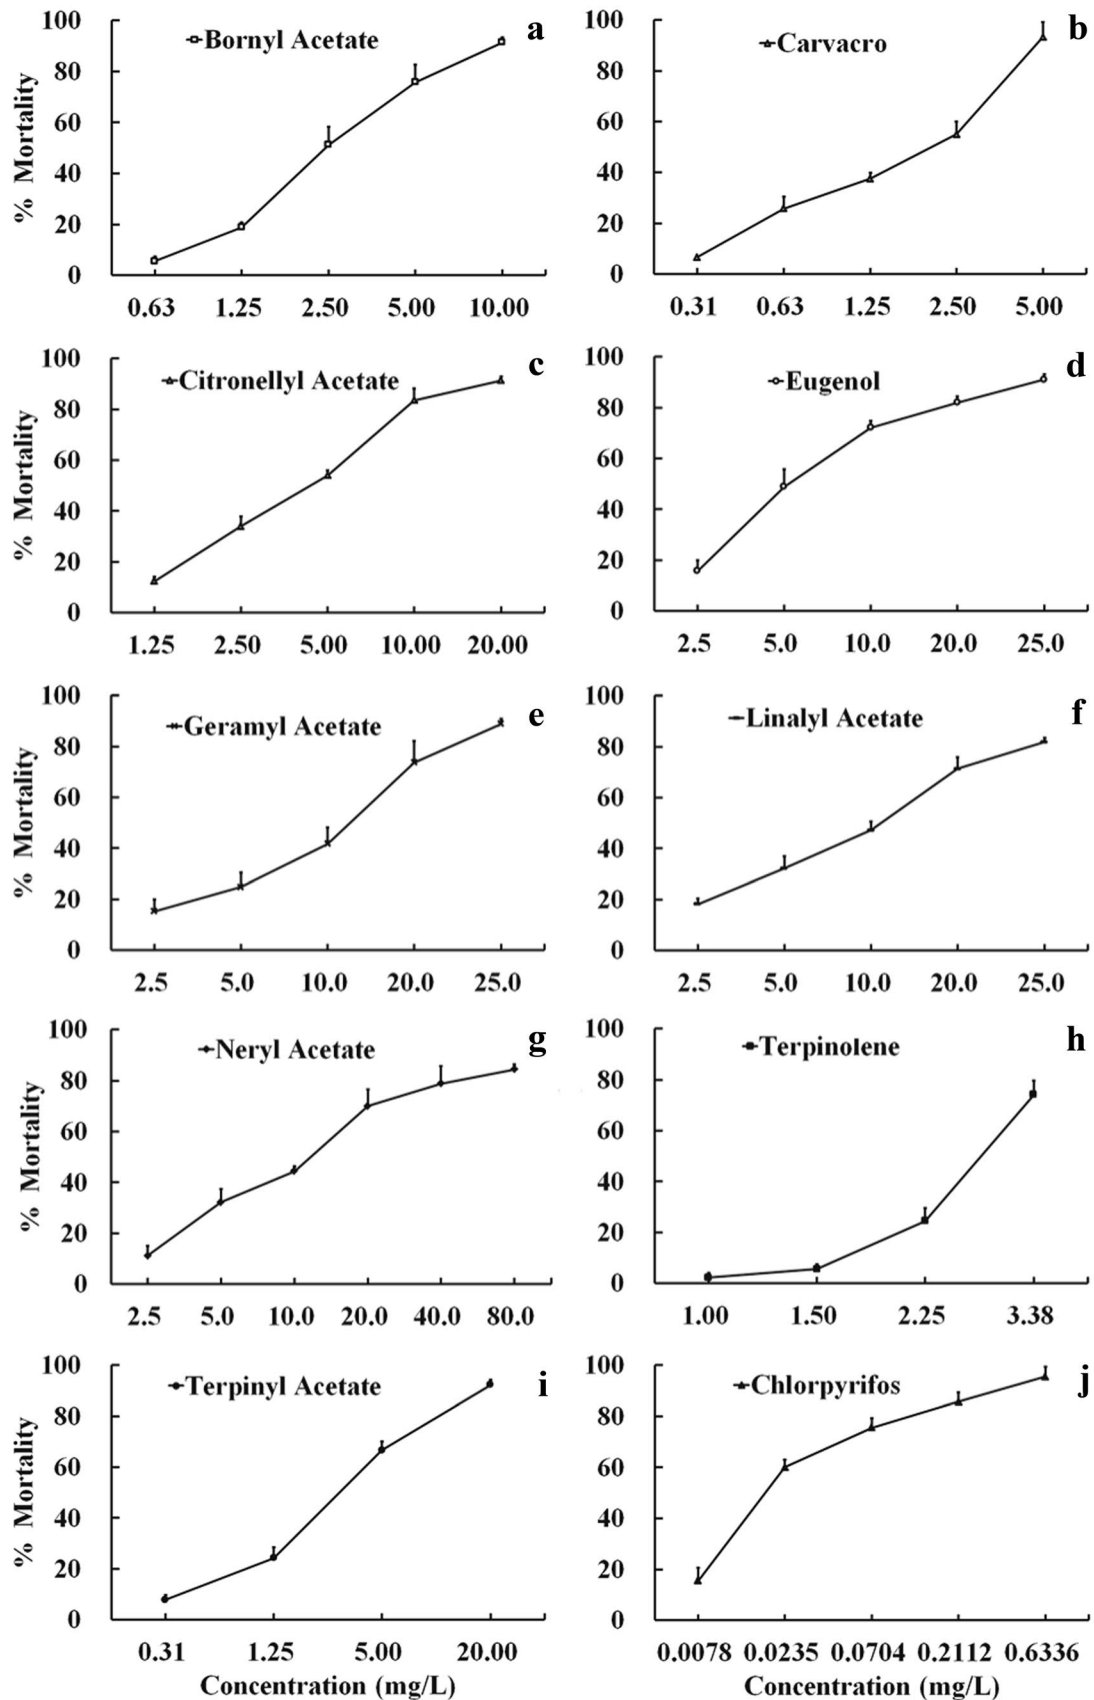 Bornyl Acetate
a
% Mortality
100
80
60
40
20
0
0.63 1.25 2.50 5.00 10.00
Carvacro
b
100
80
60
40
20
0
0.31 0.63 1.25 2.50 5.00
Citronellyl Acetate
c
% Mortality
100
80
60
40
20
0
1.25 2.50 5.00 10.00 20.00
Eugenol
d
100
80
60
40
20
0
2.5 5.0 10.0 20.0 25.0
Geramyl Acetate
e
% Mortality
100
80
60
40
20
0
2.5 5.0 10.0 20.0 25.0
Linalyl Acetate
f
100
80
60
40
20
0
2.5 5.0 10.0 20.0 25.0
Neryl Acetate
g
% Mortality
100
80
60
40
20
0
2.5 5.0 10.0 20.0 40.0 80.0
Terpinolene
h
100
80
60
40
20
0
1.00 1.50 2.25 3.38
Terpinyl Acetate
i
% Mortality
100
80
60
40
20
0
0.31 1.25 5.00 20.00
Concentration (mg/L)
Chlorpyrifos
j
100
80
60
40
20
0
0.0078 0.0235 0.0704 0.2112 0.6336
Concentration (mg/L)